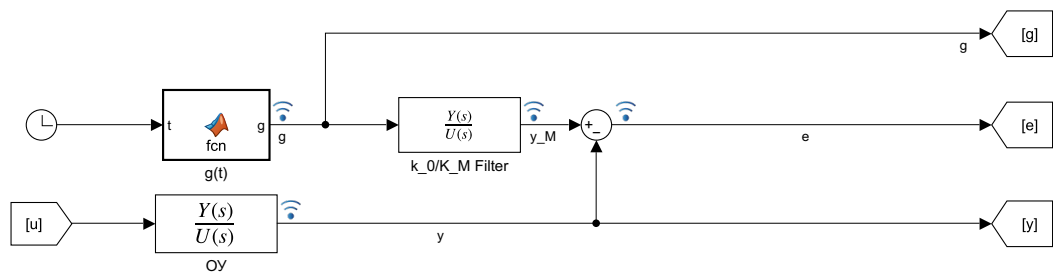 [g]
g
t
fcn
g
g
g(t)
Y(s)
U(s)
k_0/K_M Filter
y_M
+
_
e
[e]
[u]
Y(s)
U(s)
ОУ
y
[y]